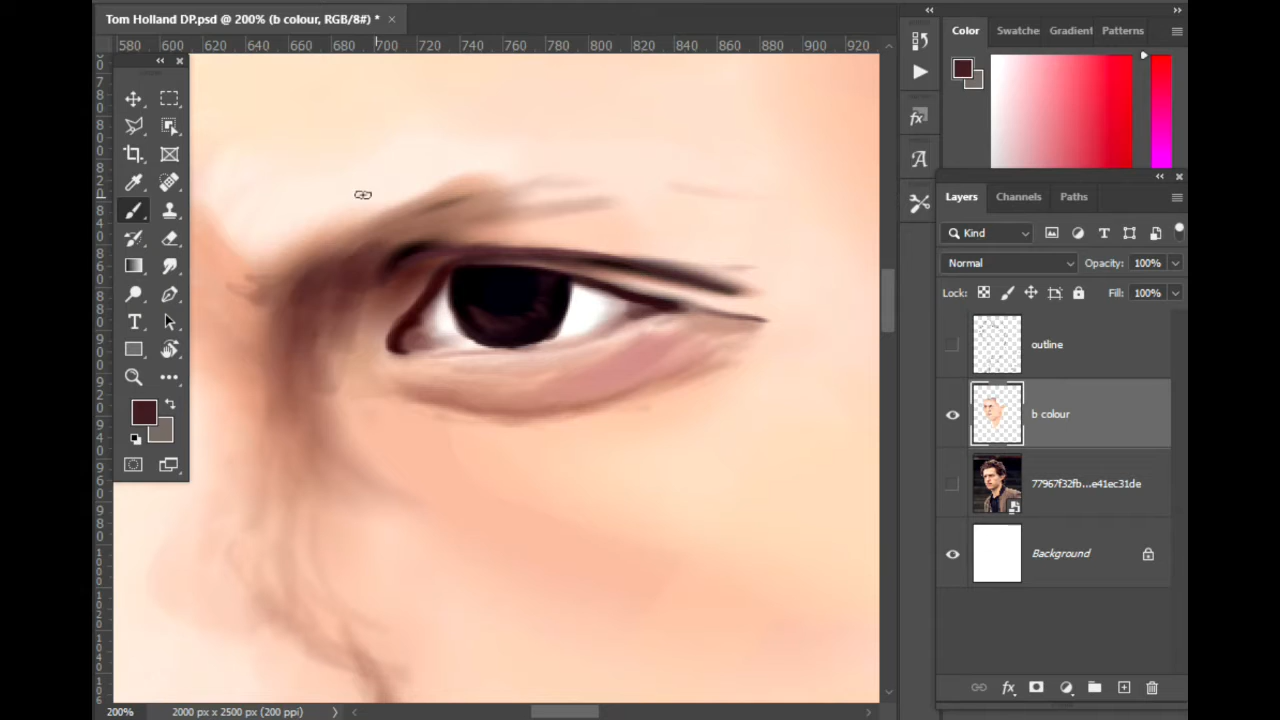 Tom Holland DP.psd @ 200% (b colour, RGB/8#) *
580 600 620 640 660 680 700 720 740 760 780 800 820 840 860 880 900 920
Color Swatche Gradient Patterns
Layers Channels Paths
Kind
Normal Opacity: 100%
Lock: Fill: 100%
outline
b colour
77967f32fb...e41ec31de
Background
200% 2000 px x 2500 px (200 ppi)